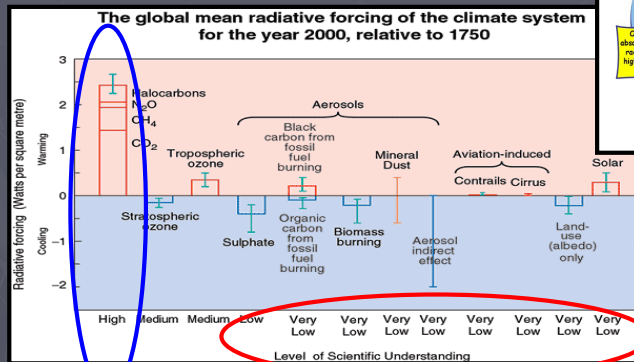 The global mean radiative forcing of the climate system
for the year 2000, relative to 1750
Radiative forcing (Watts per square metre)
Warming
Cooling
3
2
1
0
–1
–2
Halocarbons
N₂O
CH₄
CO₂
Stratospheric
ozone
Tropospheric
ozone
Aerosols
Sulphate
Black
carbon from
fossil
fuel
burning
Organic
carbon
from
fossil
fuel
burning
Biomass
burning
Mineral
Dust
Aerosol
indirect
effect
Aviation-induced
Contrails Cirrus
Land-
use
(albedo)
only
Solar
High Medium Medium Low Very Low Very Low Very Low Very Low Very Low Very Low Very Low Very Low
Level of Scientific Understanding